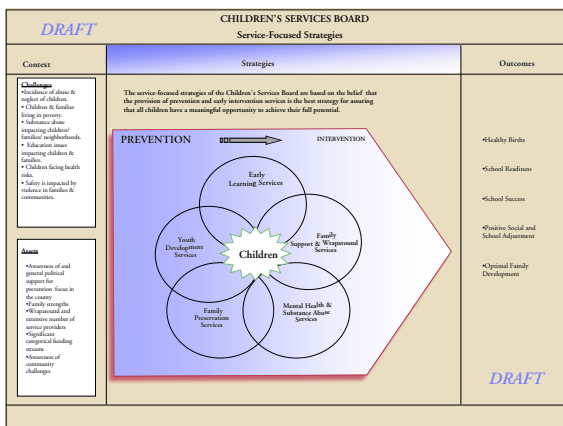 DRAFT
CHILDREN'S SERVICES BOARD
Service-Focused Strategies
Context
Strategies
Outcomes
Challenges
•Incidence of abuse &
neglect of children.
• Children & families
living in poverty.
• Substance abuse
impacting children/
families/ neighborhoods.
• Education issues
impacting children &
families.
• Children facing health
risks.
• Safety is impacted by
violence in families &
communities.
Assets
•Awareness of and
general political
support for
prevention focus in
the county
•Family strengths
•Wraparound and
extensive number of
service providers
•Significant
categorical funding
streams
•Awareness of
community
challenges
The service-focused strategies of the Children's Services Board are based on the belief that
the provision of prevention and early intervention services is the best strategy for assuring
that all children have a meaningful opportunity to achieve their full potential.
PREVENTION
INTERVENTION
Early
Learning Services
Youth
Development
Services
Family
Support & Wraparound
Services
Children
Family
Preservation
Services
Mental Health &
Substance Abuse
Services
•Healthy Births
•School Readiness
•School Success
•Positive Social and
School Adjustment
•Optimal Family
Development
DRAFT